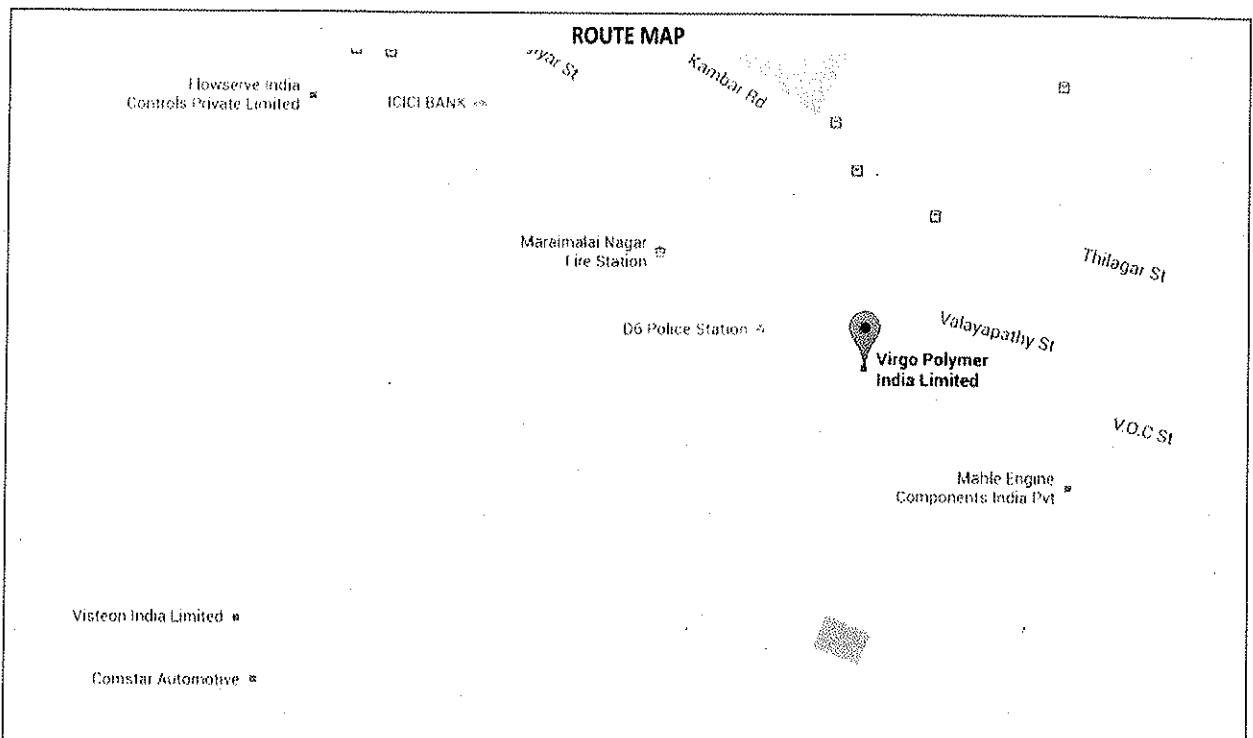 ROUTE MAP
Kambar Rd
Flowserve India
Controls Private Limited
ICICI BANK
Maraimalai Nagar
Fire Station
Thilagar St
D6 Police Station
Valayapathy St
Virgo Polymer
India Limited
V.O.C St
Mahle Engine
Components India Pvt
Visteon India Limited
Comstar Automotive